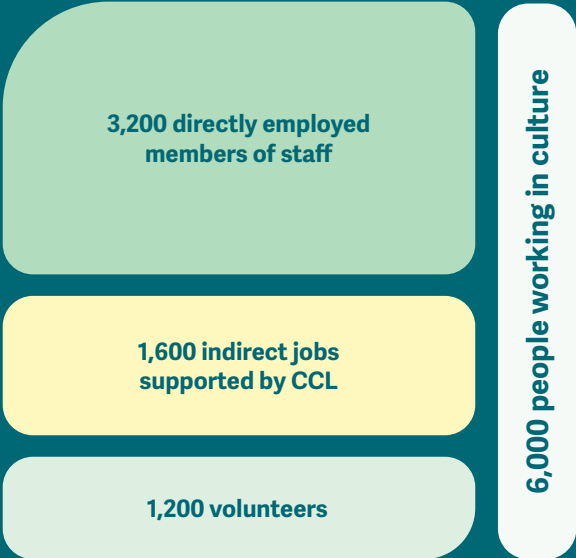 3,200 directly employed
members of staff
1,600 indirect jobs
supported by CCL
1,200 volunteers
6,000 people working in culture